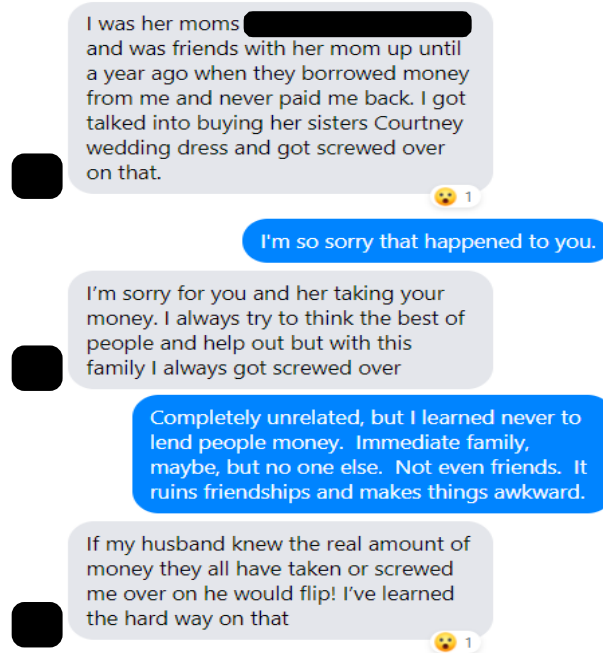 I was her moms
and was friends with her mom up until
a year ago when they borrowed money
from me and never paid me back. I got
talked into buying her sisters Courtney
wedding dress and got screwed over
on that.
1
I'm so sorry that happened to you.
I'm sorry for you and her taking your
money. I always try to think the best of
people and help out but with this
family I always got screwed over
Completely unrelated, but I learned never to
lend people money.  Immediate family,
maybe, but no one else.  Not even friends.  It
ruins friendships and makes things awkward.
If my husband knew the real amount of
money they all have taken or screwed
me over on he would flip! I've learned
the hard way on that
1